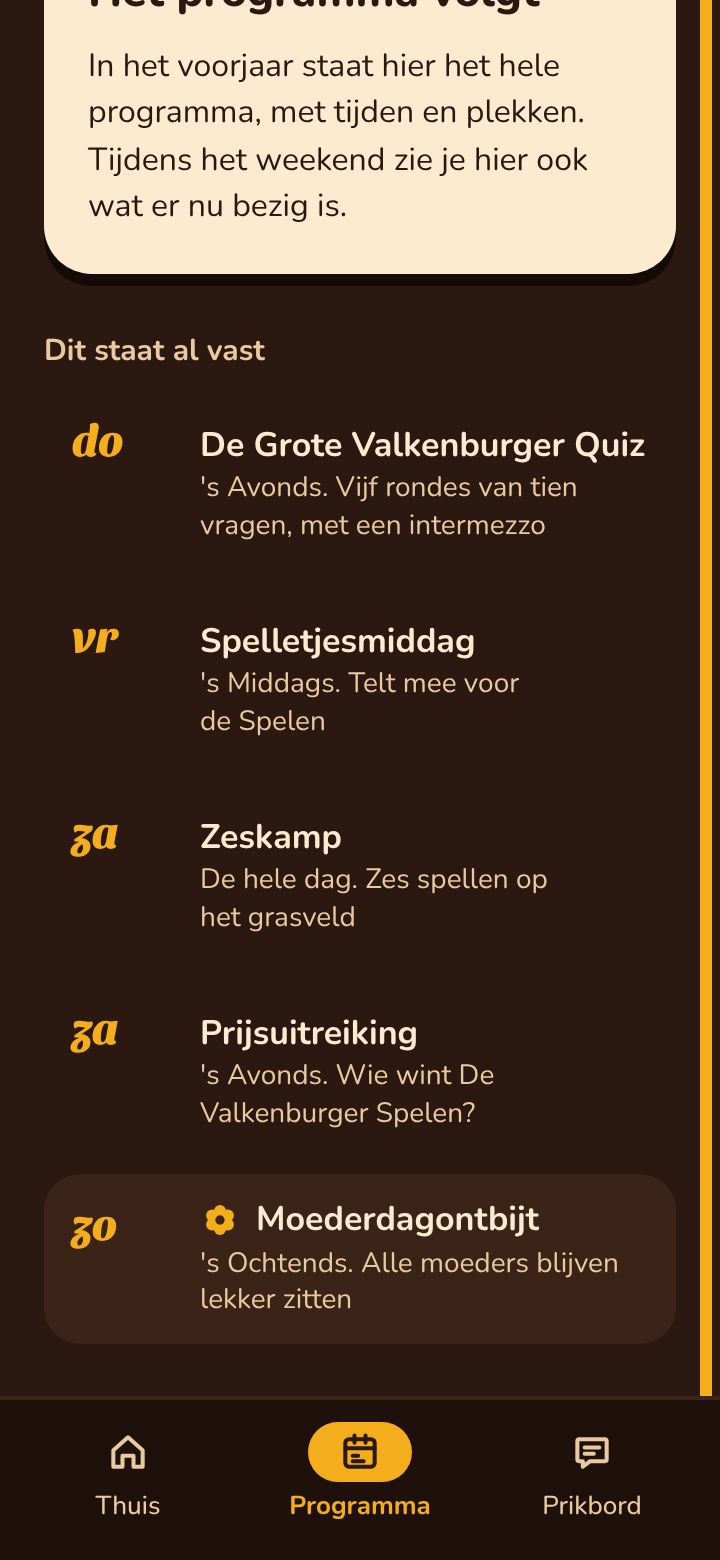 Het programma volgt
In het voorjaar staat hier het hele
programma, met tijden en plekken.
Tijdens het weekend zie je hier ook
wat er nu bezig is.
Dit staat al vast
do
De Grote Valkenburger Quiz
's Avonds. Vijf rondes van tien
vragen, met een intermezzo
vr
Spelletjesmiddag
's Middags. Telt mee voor
de Spelen
za
Zeskamp
De hele dag. Zes spellen op
het grasveld
za
Prijsuitreiking
's Avonds. Wie wint De
Valkenburger Spelen?
zo
Moederdagontbijt
's Ochtends. Alle moeders blijven
lekker zitten
Thuis
Programma
Prikbord